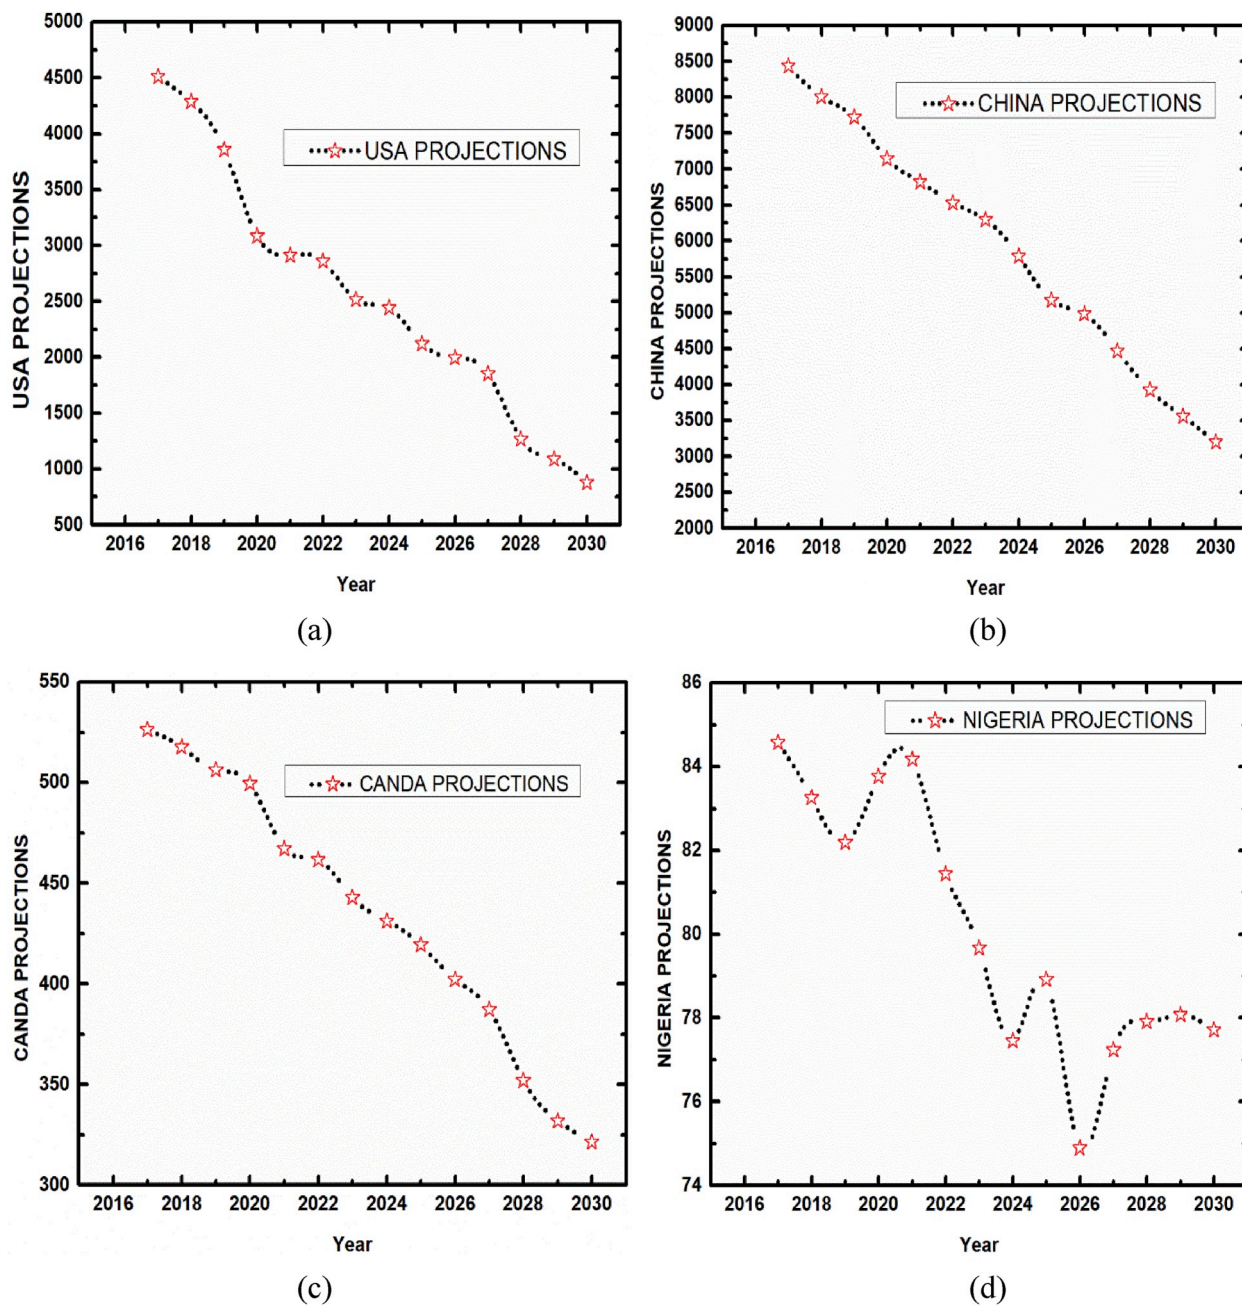 5000
4500
4000
3500
3000
2500
2000
1500
1000
500
USA PROJECTIONS
USA PROJECTIONS
2016 2018 2020 2022 2024 2026 2028 2030
Year
(a)
9000
8500
8000
7500
7000
6500
6000
5500
5000
4500
4000
3500
3000
2500
2000
CHINA PROJECTIONS
CHINA PROJECTIONS
2016 2018 2020 2022 2024 2026 2028 2030
Year
(b)
550
500
450
400
350
300
CANDA PROJECTIONS
CANDA PROJECTIONS
2016 2018 2020 2022 2024 2026 2028 2030
Year
(c)
86
84
82
80
78
76
74
NIGERIA PROJECTIONS
NIGERIA PROJECTIONS
2016 2018 2020 2022 2024 2026 2028 2030
Year
(d)